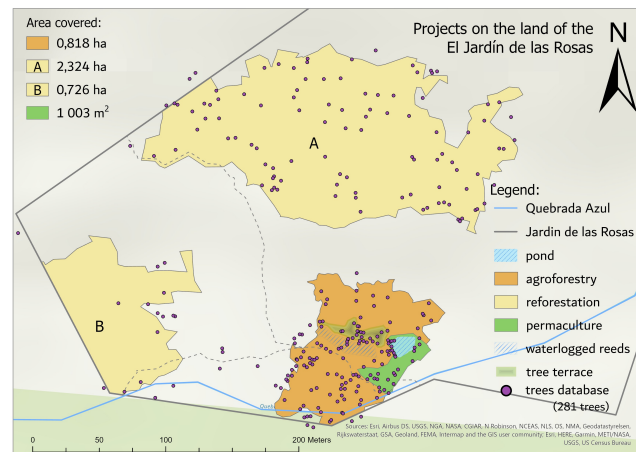 Area covered:
0,818 ha
A 2,324 ha
B 0,726 ha
1 003 m²
Projects on the land of the
El Jardín de las Rosas
N
A
B
Legend:
Quebrada Azul
Jardin de las Rosas
pond
agroforestry
reforestation
permaculture
waterlogged reeds
tree terrace
trees database
(281 trees)
0 50 100 200 Meters
Sources: Esri, Airbus DS, USGS, NGA, NASA, CGIAR, N Robinson, NCEAS, NLS, OS, NMA, Geodatastyrelsen,
Rijkswaterstaat, GSA, Geoland, FEMA, Intermap and the GIS user community; Esri, HERE, Garmin, METI/NASA,
USGS, US Census Bureau